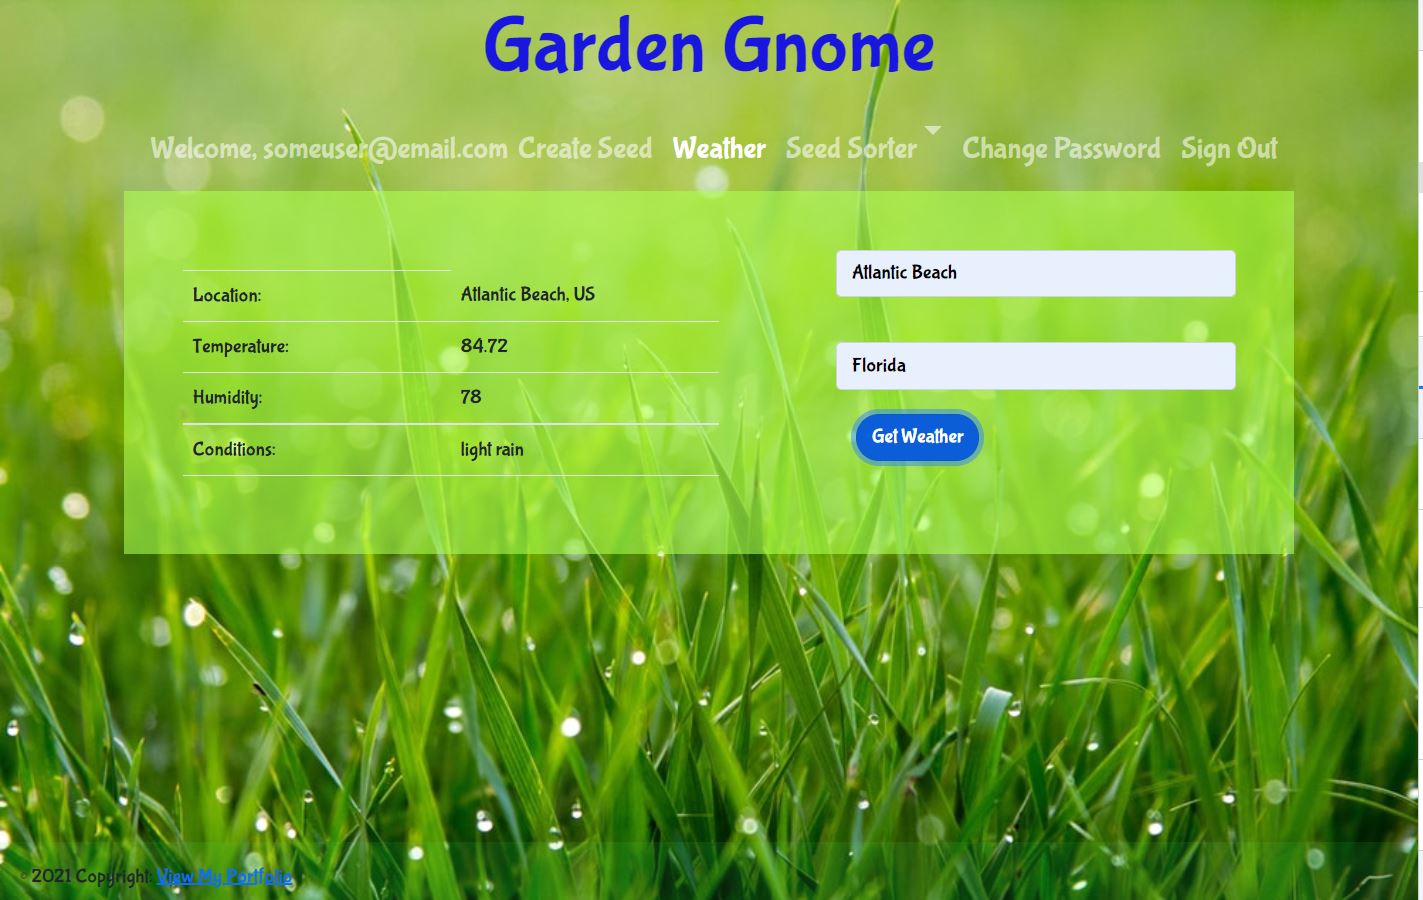 Garden Gnome
Welcome, someuser@email.com Create Seed Weather Seed Sorter Change Password Sign Out
Location: Atlantic Beach, US
Temperature: 84.72
Humidity: 78
Conditions: light rain
Atlantic Beach
Florida
Get Weather
© 2021 Copyright: View My Portfolio